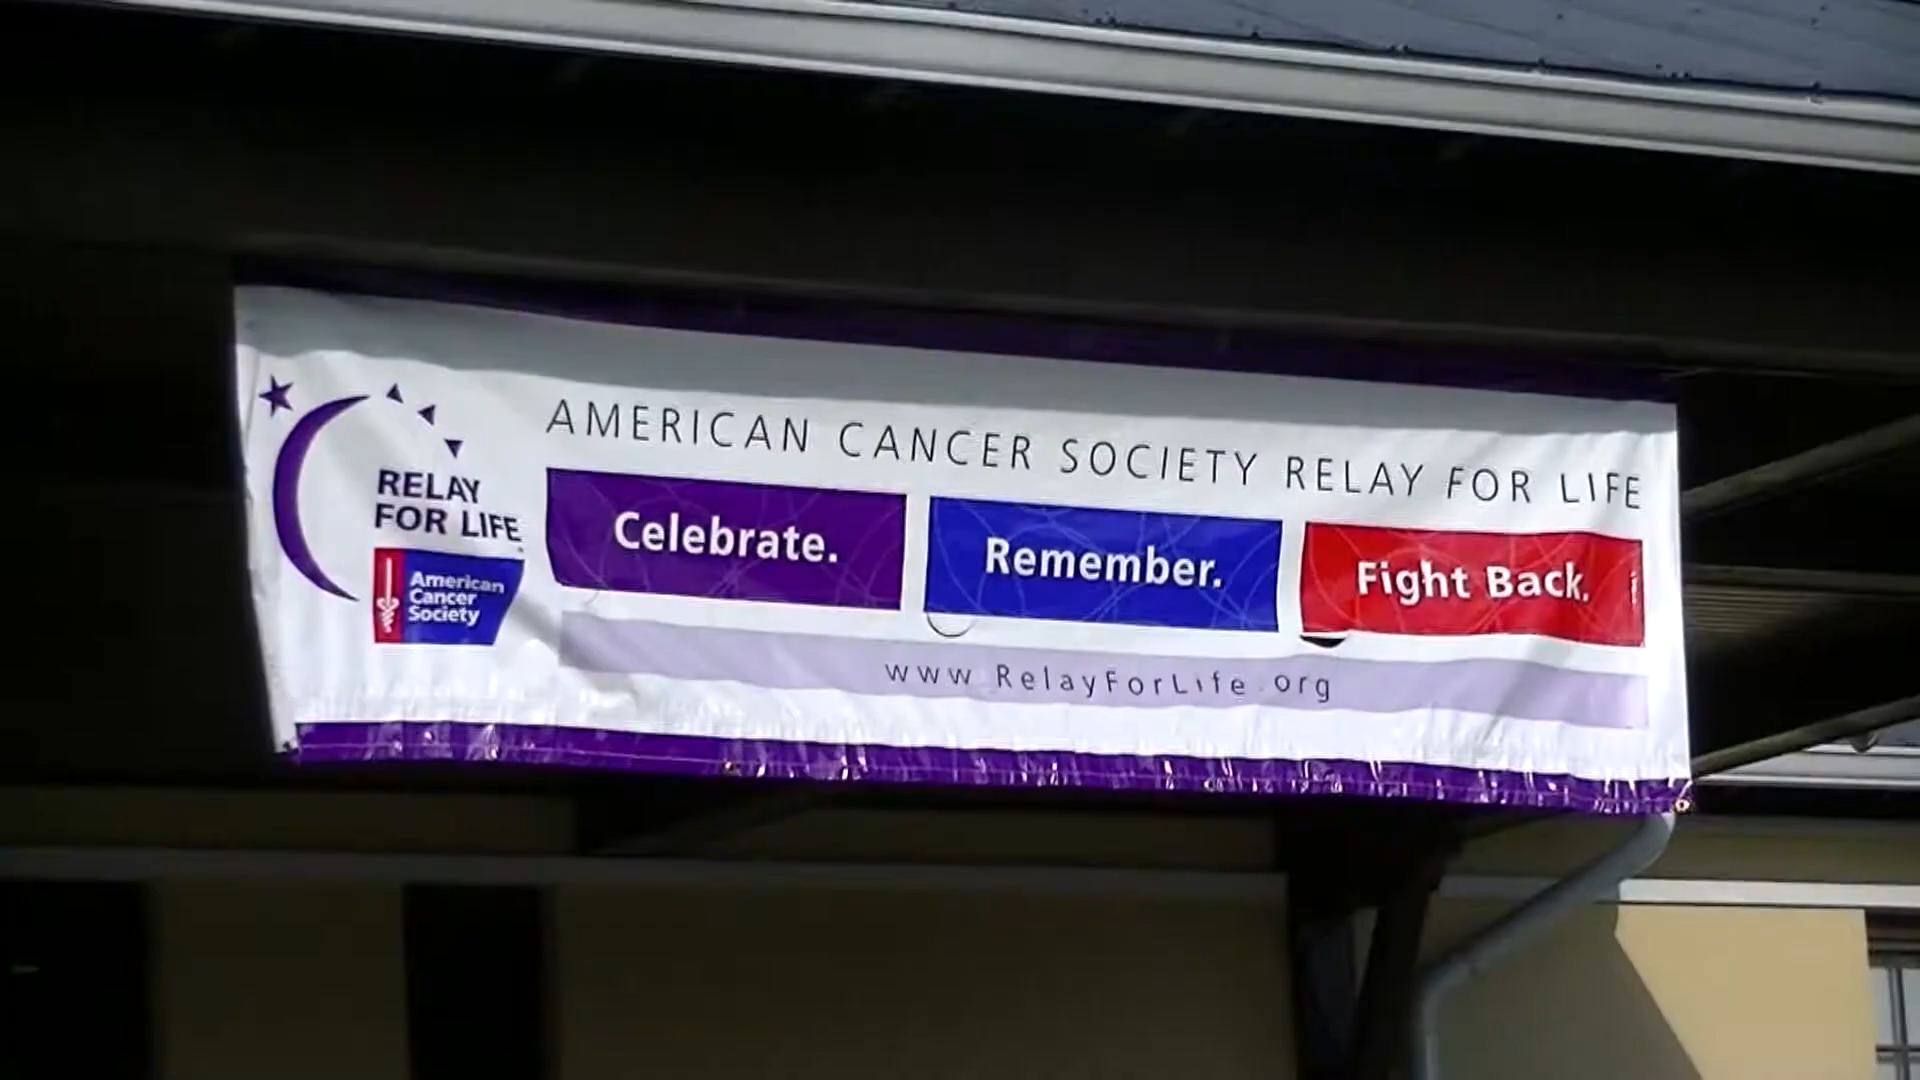 AMERICAN CANCER SOCIETY RELAY FOR LIFE
RELAY
FOR LIFE
American
Cancer
Society
Celebrate.
Remember.
Fight Back.
www.RelayForLife.org